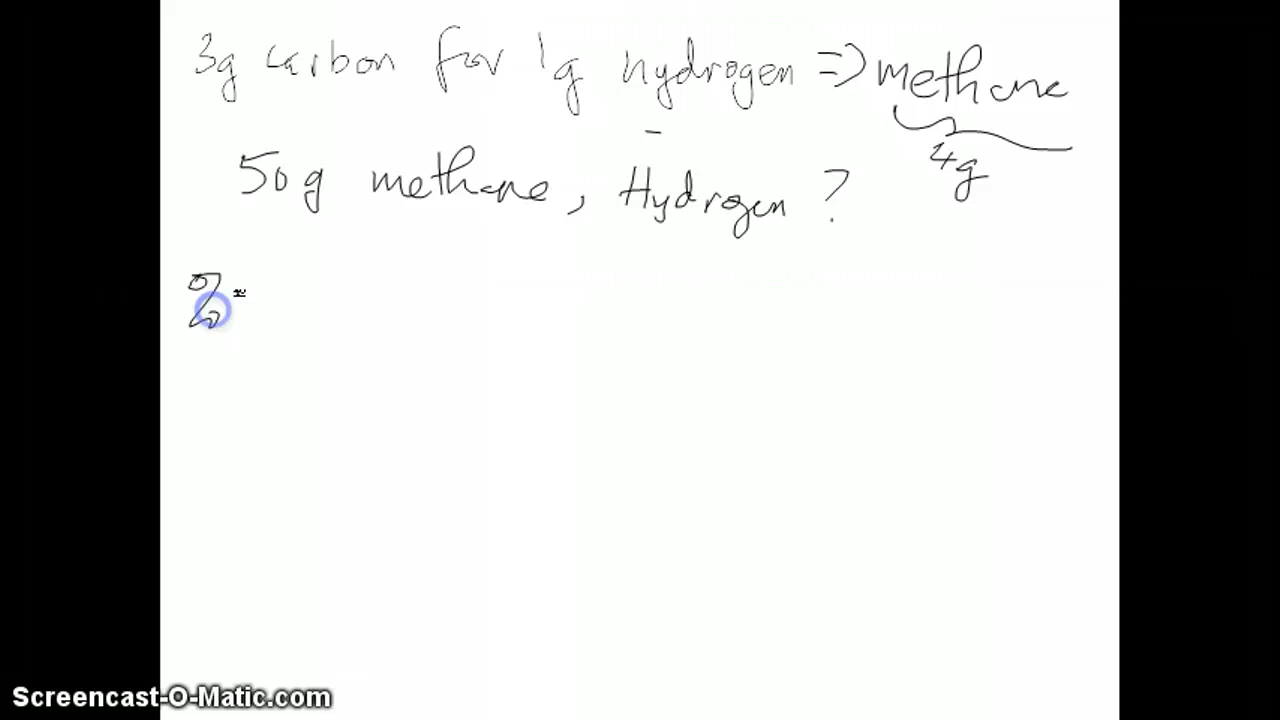 3g carbon for 1g hydrogen => methane
4g
50g methane, Hydrogen ?
%
Screencast-O-Matic.com